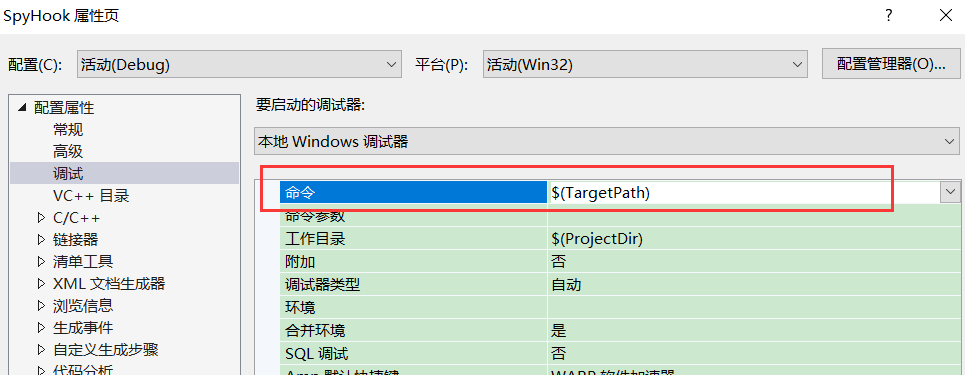 SpyHook 属性页
配置(C): 活动(Debug) 平台(P): 活动(Win32) 配置管理器(O)...
配置属性
常规
高级
调试
VC++ 目录
C/C++
链接器
清单工具
XML 文档生成器
浏览信息
生成事件
自定义生成步骤
代码分析
要启动的调试器:
本地 Windows 调试器
命令 $(TargetPath)
命令参数
工作目录 $(ProjectDir)
附加 否
调试器类型 自动
环境
合并环境 是
SQL 调试 否
Amp 默认快捷键 WARP 软件加速器